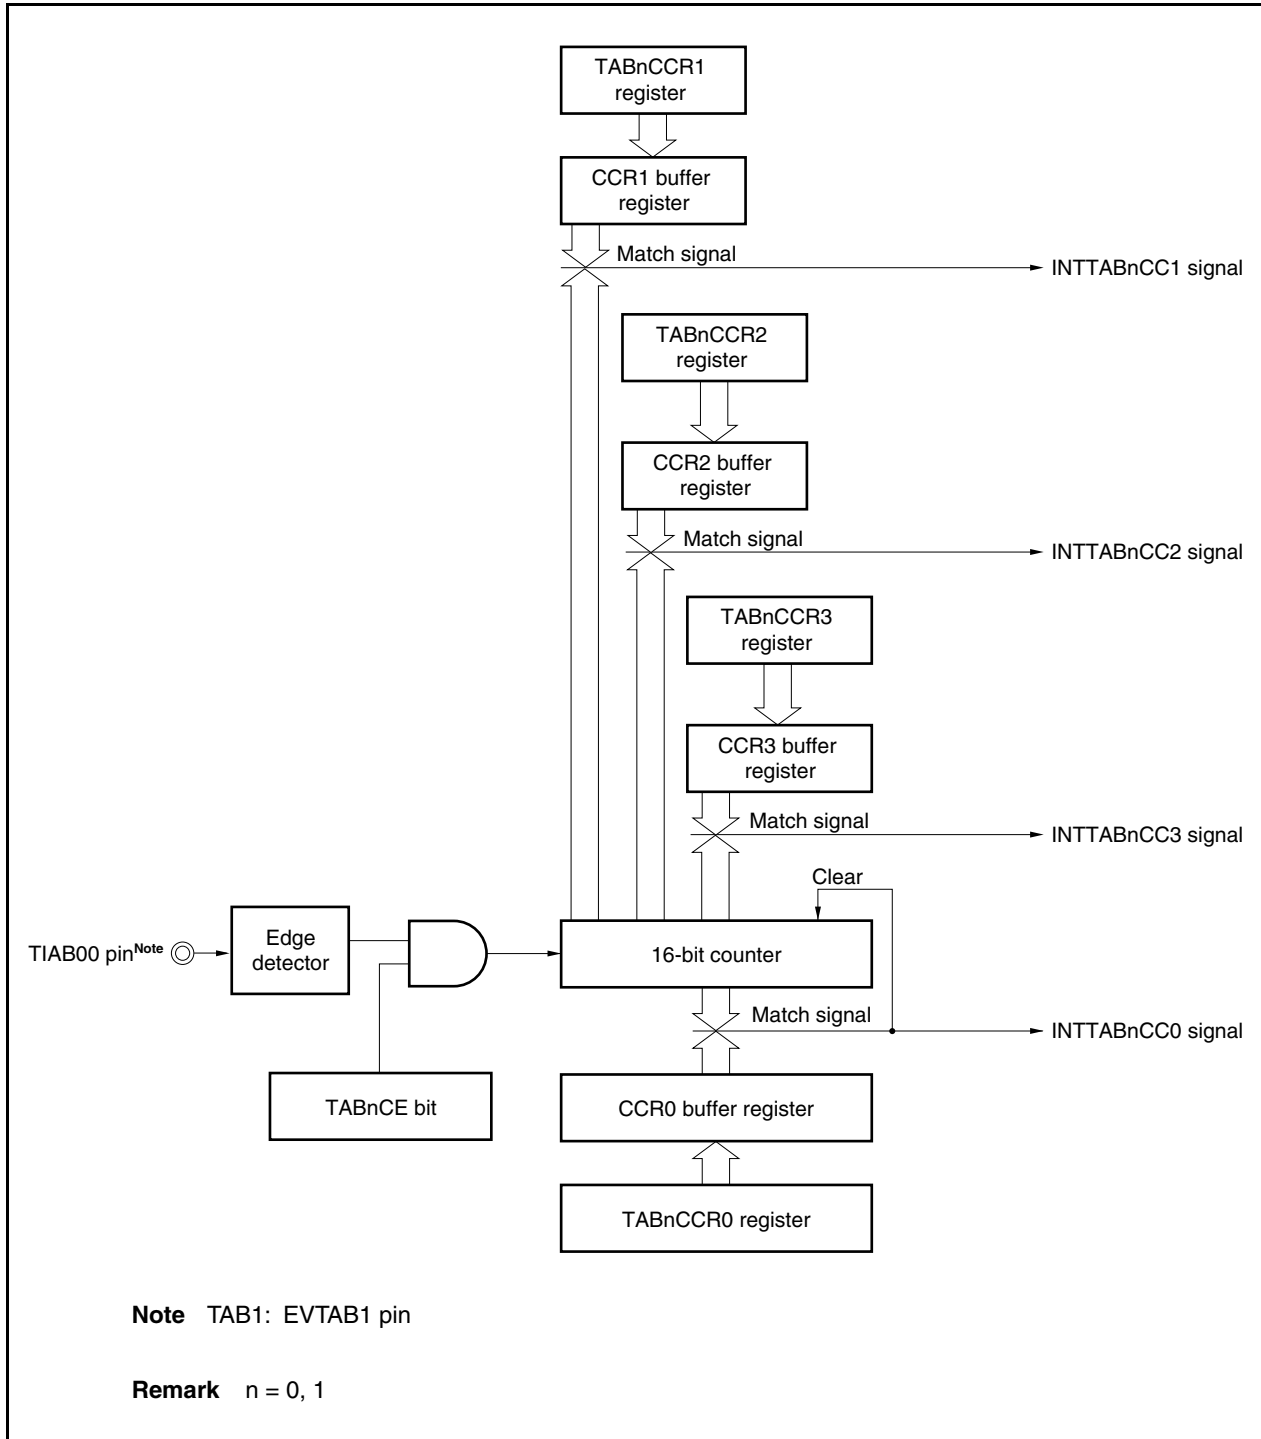 TABnCCR1
register
CCR1 buffer
register
Match signal
INTTABnCC1 signal
TABnCCR2
register
CCR2 buffer
register
Match signal
INTTABnCC2 signal
TABnCCR3
register
CCR3 buffer
register
Match signal
INTTABnCC3 signal
Clear
TIAB00 pinNote
Edge
detector
16-bit counter
Match signal
INTTABnCC0 signal
TABnCE bit
CCR0 buffer register
TABnCCR0 register
Note TAB1: EVTAB1 pin
Remark n = 0, 1